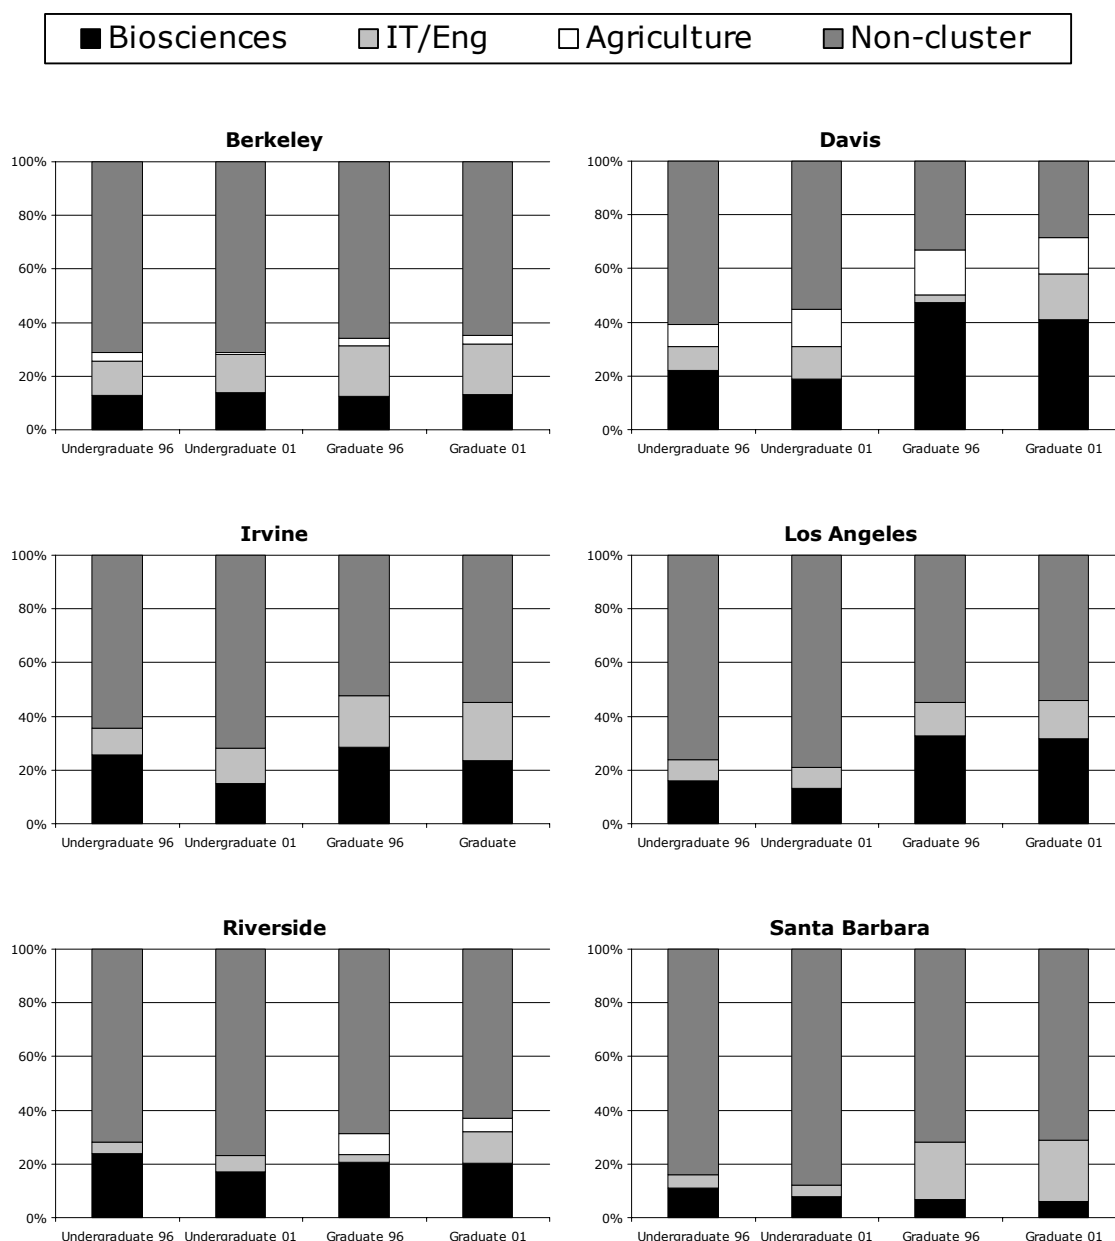 Biosciences IT/Eng Agriculture Non-cluster
Berkeley
100%
80%
60%
40%
20%
0%
Undergraduate 96 Undergraduate 01 Graduate 96 Graduate 01
Davis
100%
80%
60%
40%
20%
0%
Undergraduate 96 Undergraduate 01 Graduate 96 Graduate 01
Irvine
100%
80%
60%
40%
20%
0%
Undergraduate 96 Undergraduate 01 Graduate 96 Graduate
Los Angeles
100%
80%
60%
40%
20%
0%
Undergraduate 96 Undergraduate 01 Graduate 96 Graduate 01
Riverside
100%
80%
60%
40%
20%
0%
Undergraduate 96 Undergraduate 01 Graduate 96 Graduate 01
Santa Barbara
100%
80%
60%
40%
20%
0%
Undergraduate 96 Undergraduate 01 Graduate 96 Graduate 01